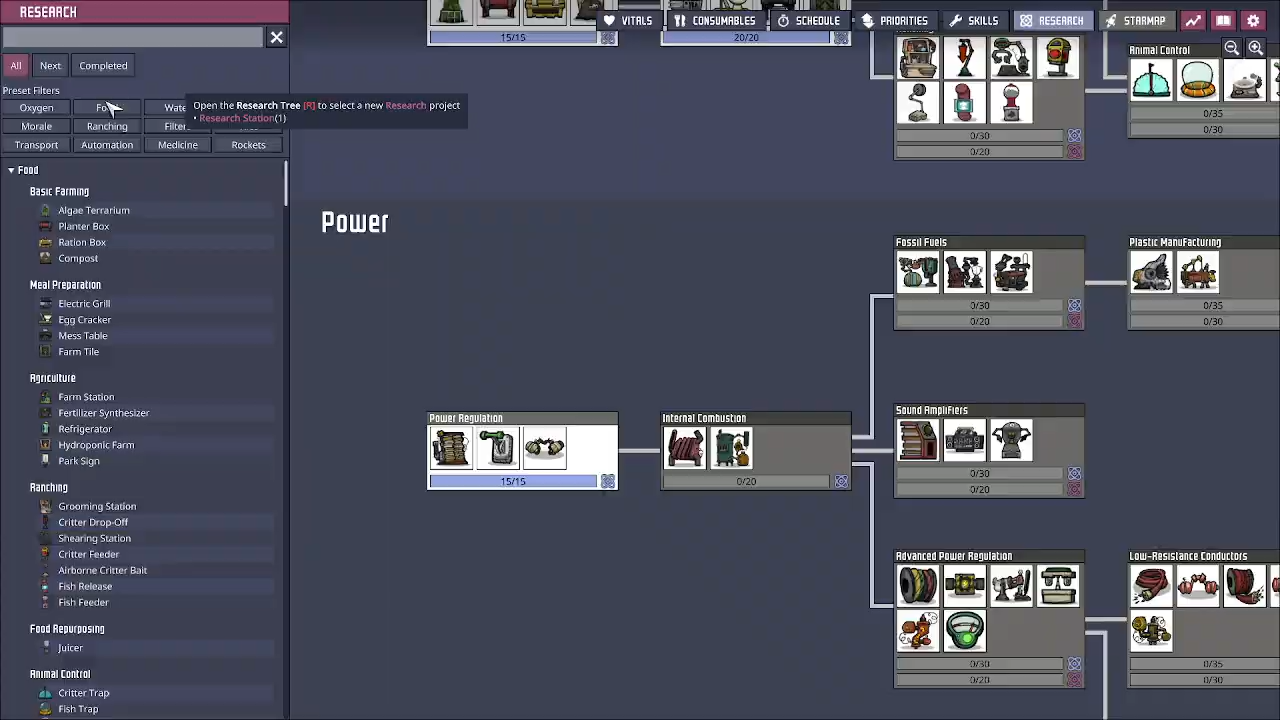 RESEARCH
VITALS
CONSUMABLES
SCHEDULE
PRIORITIES
SKILLS
RESEARCH
STARMAP
All
Next
Completed
Preset Filters
Oxygen
Morale
Ranching
Transport
Automation
Medicine
Rockets
Open the Research Tree [R] to select a new Research project
• Research Station(1)
Food
Basic Farming
Algae Terrarium
Planter Box
Ration Box
Compost
Meal Preparation
Electric Grill
Egg Cracker
Mess Table
Farm Tile
Agriculture
Farm Station
Fertilizer Synthesizer
Refrigerator
Hydroponic Farm
Park Sign
Ranching
Grooming Station
Critter Drop-Off
Shearing Station
Critter Feeder
Airborne Critter Bait
Fish Release
Fish Feeder
Food Repurposing
Juicer
Animal Control
Critter Trap
Fish Trap
15/15
20/20
0/30
0/20
Animal Control
0/35
0/30
Power
Power Regulation
15/15
Internal Combustion
0/20
Fossil Fuels
0/30
0/20
Plastic Manufacturing
0/35
0/30
Sound Amplifiers
0/30
0/20
Advanced Power Regulation
0/30
0/20
Low-Resistance Conductors
0/35
0/30